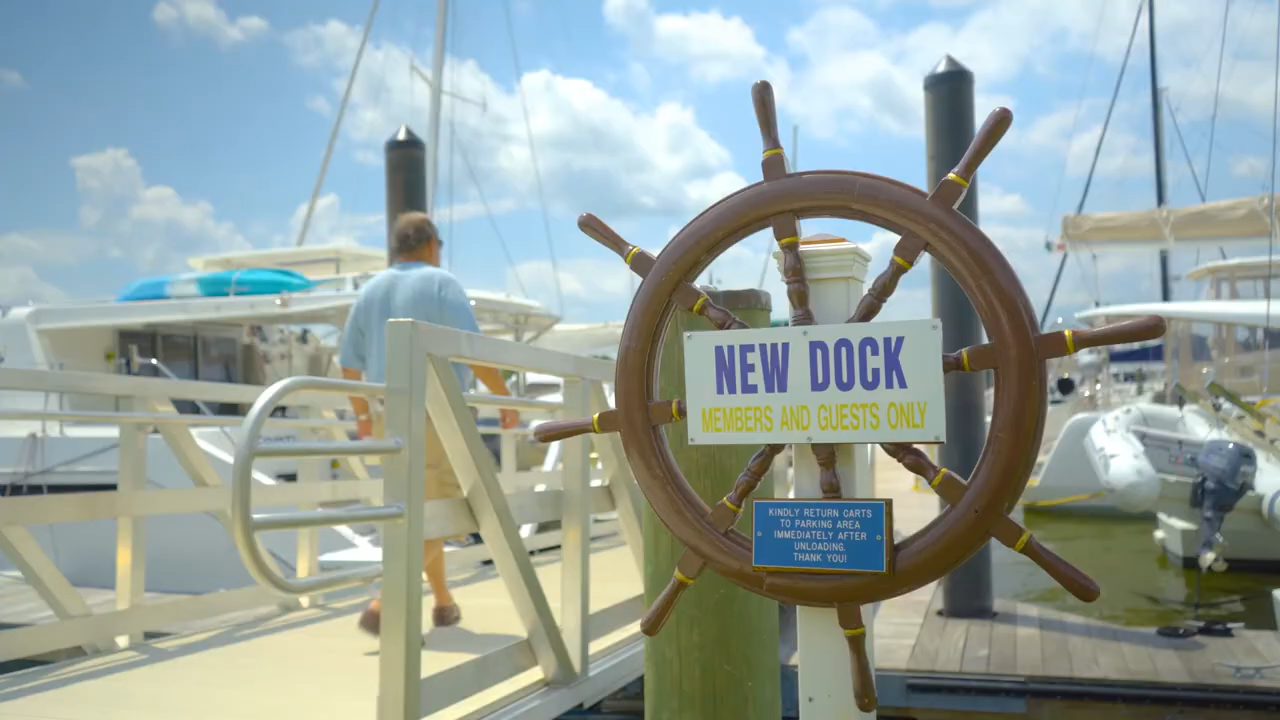 NEW DOCK
MEMBERS AND GUESTS ONLY
KINDLY RETURN CARTS
TO PARKING AREA
IMMEDIATELY AFTER
UNLOADING.
THANK YOU!